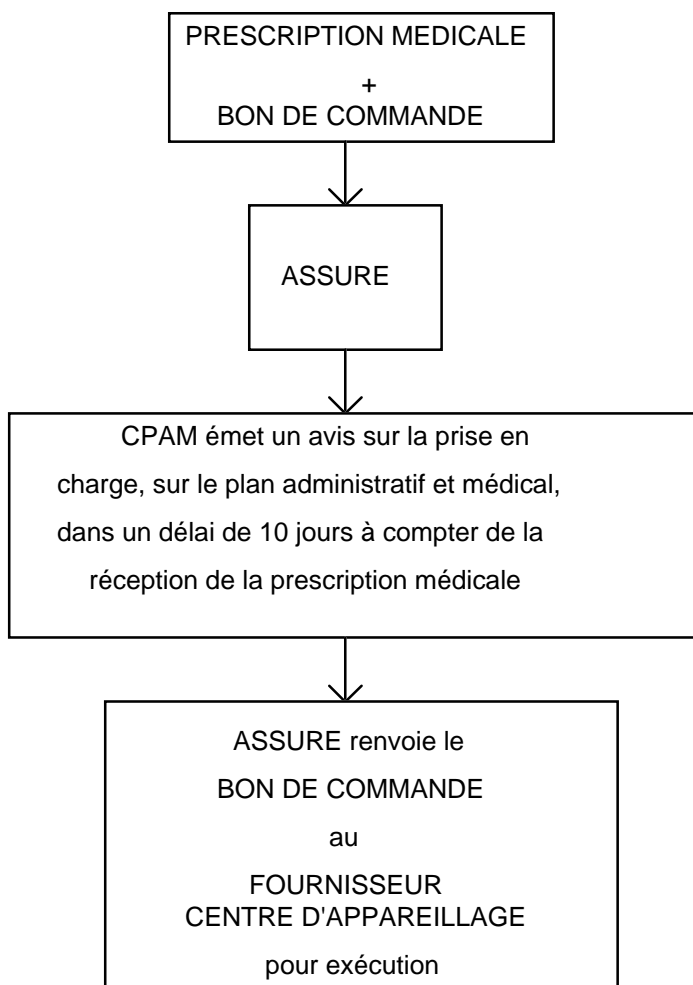 PRESCRIPTION MEDICALE
+
BON DE COMMANDE
ASSURE
CPAM émet un avis sur la prise en
charge, sur le plan administratif et médical,
dans un délai de 10 jours à compter de la
réception de la prescription médicale
ASSURE renvoie le
BON DE COMMANDE
au
FOURNISSEUR
CENTRE D'APPAREILLAGE
pour exécution